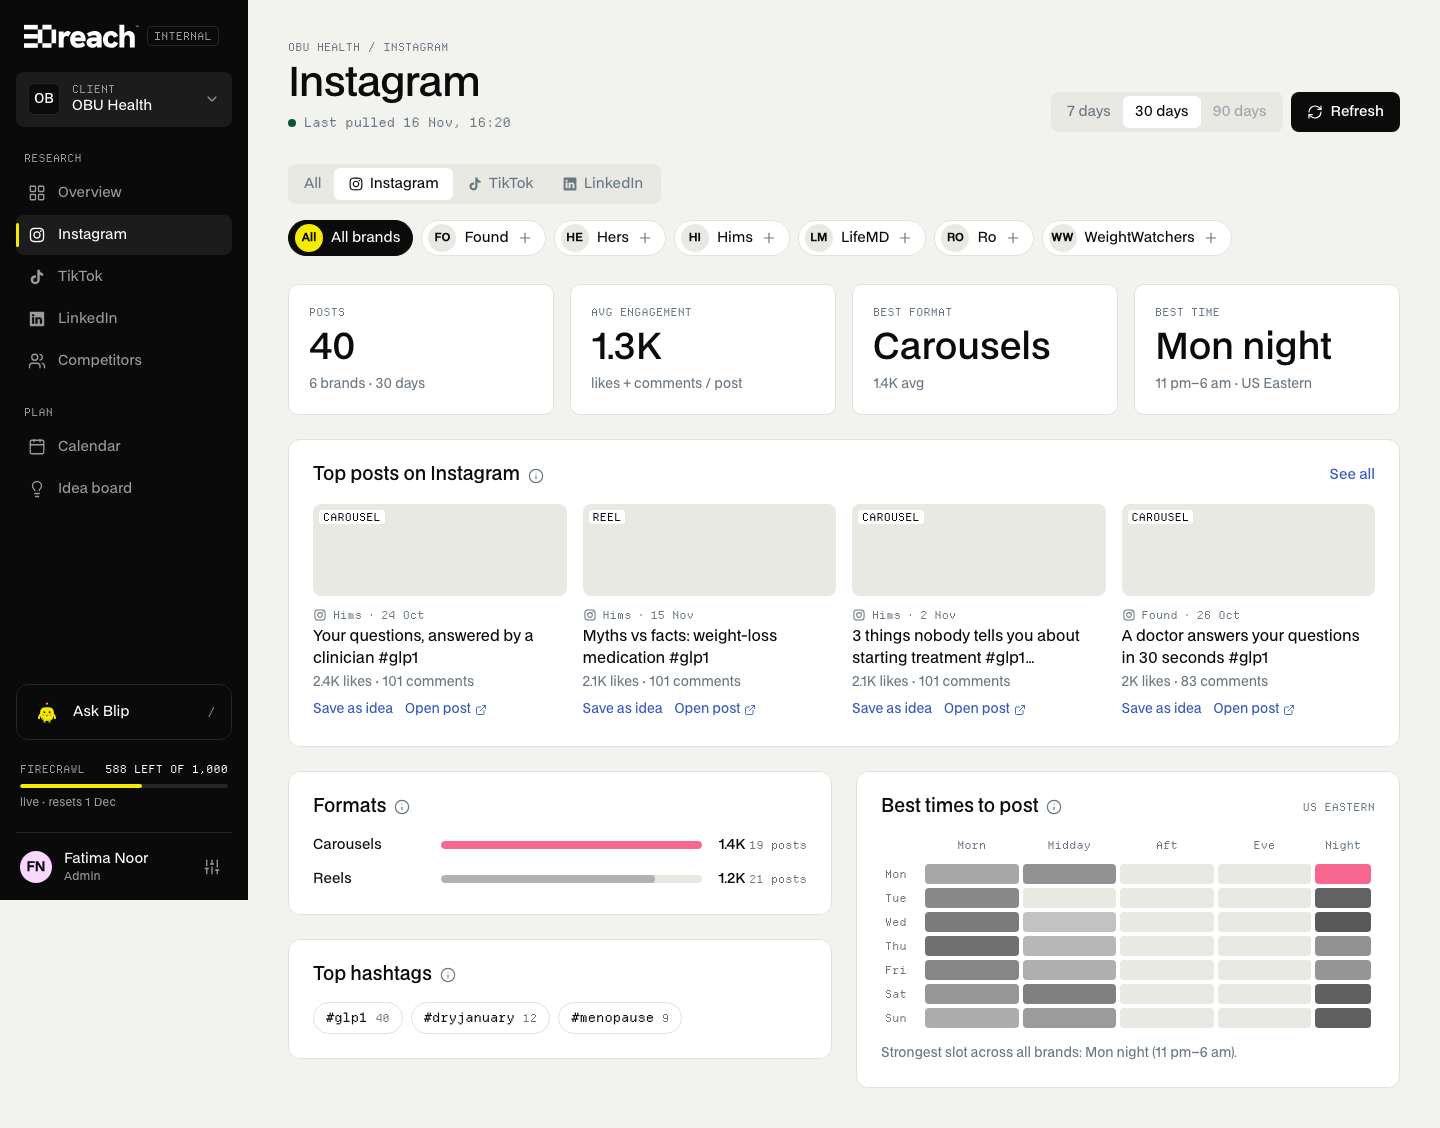 reach INTERNAL
OB
CLIENT
OBU Health
RESEARCH
Overview
Instagram
TikTok
LinkedIn
Competitors
PLAN
Calendar
Idea board
Ask Blip /
FIRECRAWL 588 LEFT OF 1,000
live · resets 1 Dec
FN
Fatima Noor
Admin
OBU HEALTH / INSTAGRAM
Instagram
Last pulled 16 Nov, 16:20
7 days 30 days 90 days Refresh
All Instagram TikTok LinkedIn
All All brands FO Found HE Hers HI Hims LM LifeMD RO Ro WW WeightWatchers
POSTS
40
6 brands · 30 days
AVG ENGAGEMENT
1.3K
likes + comments / post
BEST FORMAT
Carousels
1.4K avg
BEST TIME
Mon night
11 pm–6 am · US Eastern
Top posts on Instagram See all
CAROUSEL
Hims · 24 Oct
Your questions, answered by a
clinician #glp1
2.4K likes · 101 comments
Save as idea Open post
REEL
Hims · 15 Nov
Myths vs facts: weight-loss
medication #glp1
2.1K likes · 101 comments
Save as idea Open post
CAROUSEL
Hims · 2 Nov
3 things nobody tells you about
starting treatment #glp1...
2.1K likes · 101 comments
Save as idea Open post
CAROUSEL
Found · 26 Oct
A doctor answers your questions
in 30 seconds #glp1
2K likes · 83 comments
Save as idea Open post
Formats
Carousels 1.4K 19 posts
Reels 1.2K 21 posts
Top hashtags
#glp1 40 #dryjanuary 12 #menopause 9
Best times to post US EASTERN
Morn Midday Aft Eve Night
Mon
Tue
Wed
Thu
Fri
Sat
Sun
Strongest slot across all brands: Mon night (11 pm–6 am).